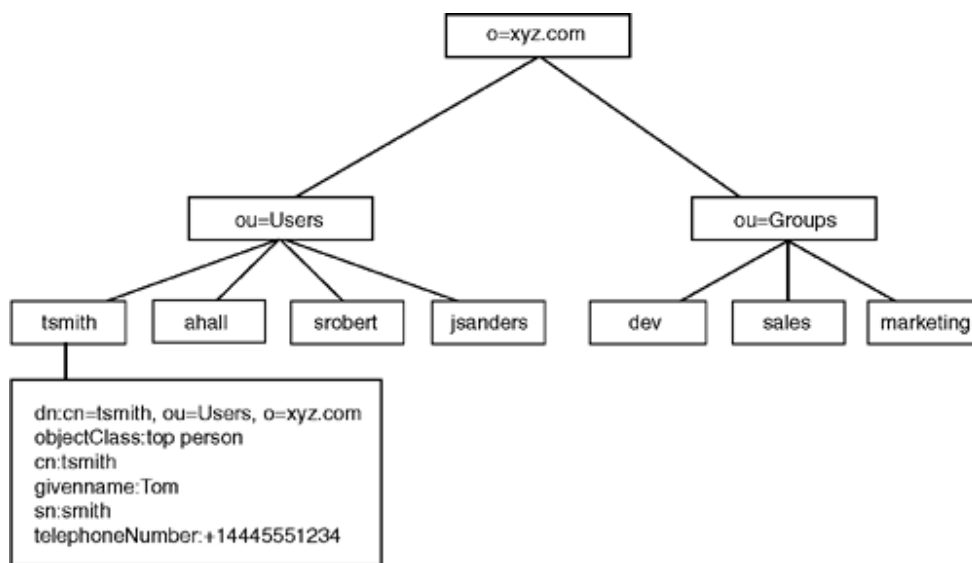 o=xyz.com
ou=Users
ou=Groups
tsmith
ahall
srobert
jsanders
dev
sales
marketing
dn:cn=tsmith, ou=Users, o=xyz.com
objectClass:top person
cn:tsmith
givenname:Tom
sn:smith
telephoneNumber:+14445551234